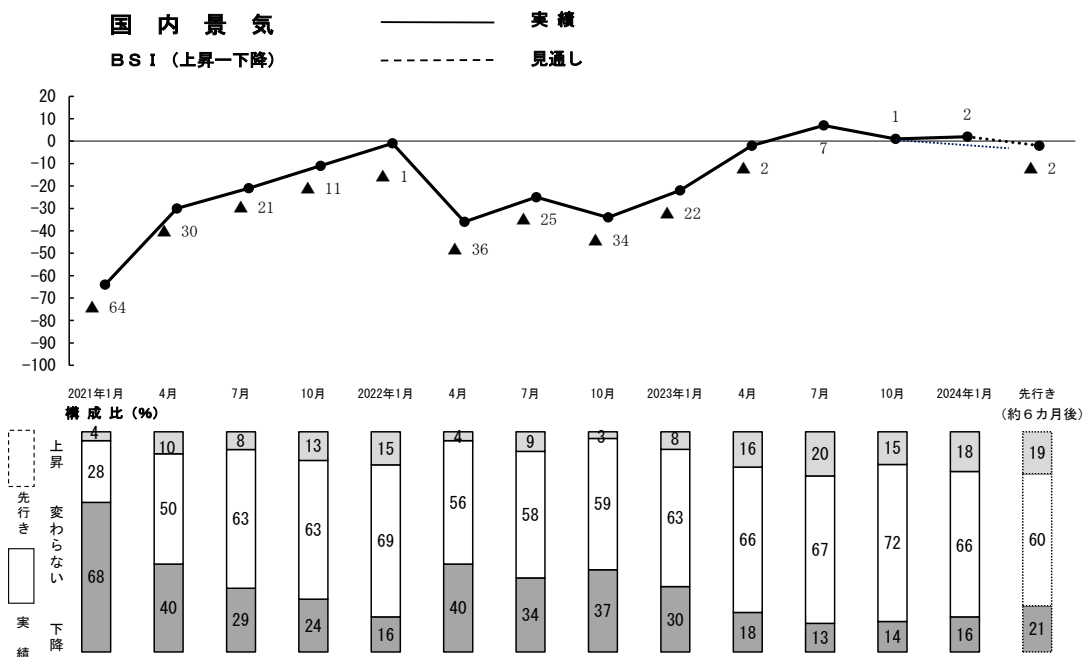 国 内 景 気
実 績
BSI（上昇ー下降）
見通し
20
10
0
-10
-20
-30
-40
-50
-60
-70
-80
-90
-100
▲ 64
▲ 30
▲ 21
▲ 11
▲ 1
▲ 36
▲ 25
▲ 34
▲ 22
▲ 2
7
1
2
▲ 2
2021年1月 4月 7月 10月 2022年1月 4月 7月 10月 2023年1月 4月 7月 10月 2024年1月 先行き
（約６カ月後）
構 成 比（%）
上昇 4 10 8 13 15 4 9 3 8 16 20 15 18 19
変わらない 28 50 63 63 69 56 58 59 63 66 67 72 66 60
下降 68 40 29 24 16 40 34 37 30 18 13 14 16 21
先行き
実績